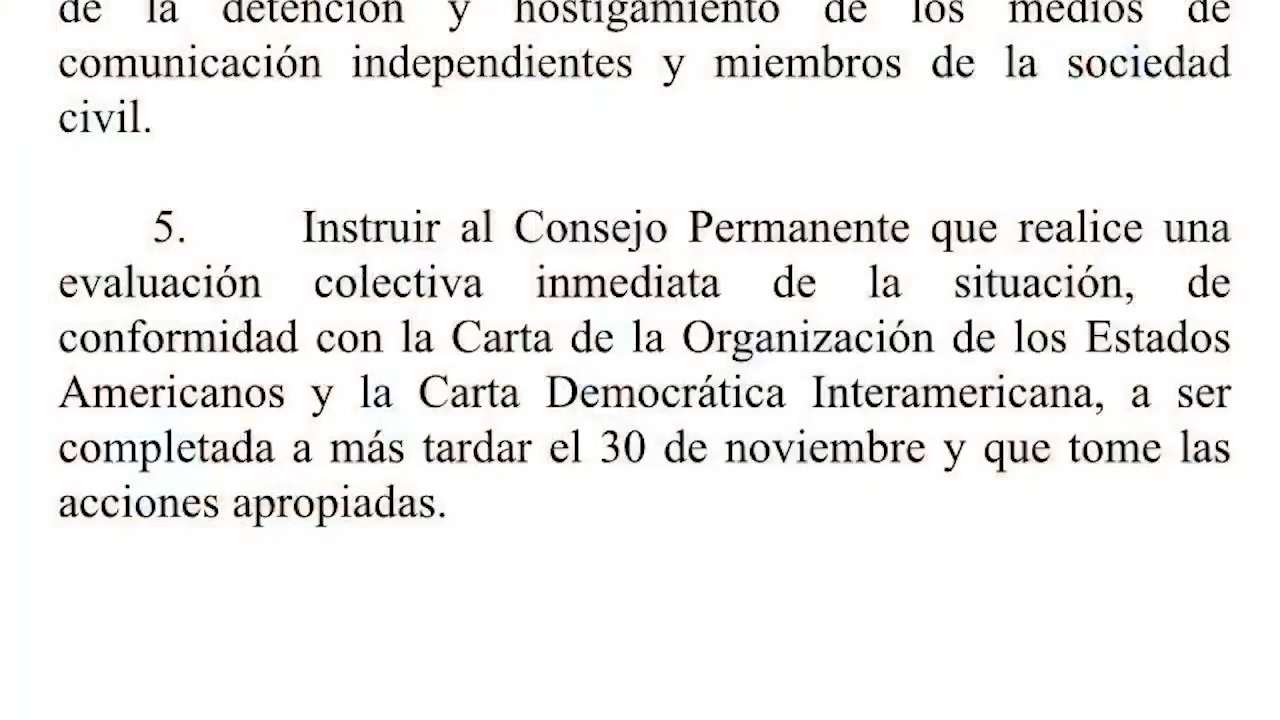 de la detención y hostigamiento de los medios de
comunicación independientes y miembros de la sociedad
civil.
5. Instruir al Consejo Permanente que realice una
evaluación colectiva inmediata de la situación, de
conformidad con la Carta de la Organización de los Estados
Americanos y la Carta Democrática Interamericana, a ser
completada a más tardar el 30 de noviembre y que tome las
acciones apropiadas.